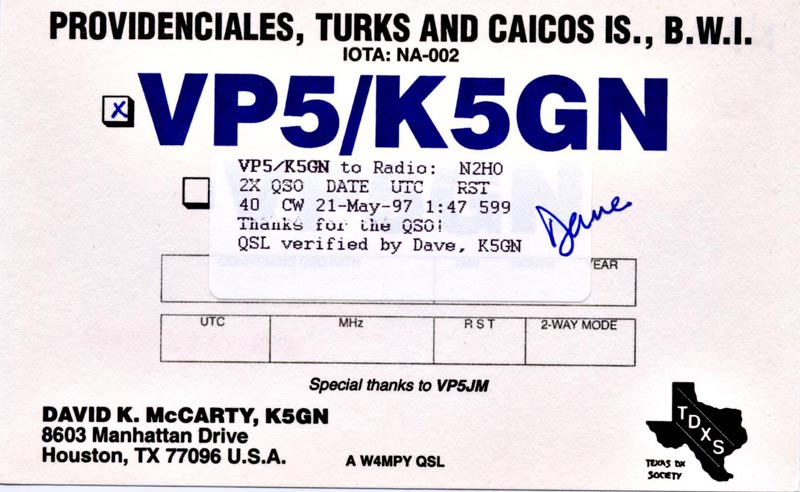 PROVIDENCIALES, TURKS AND CAICOS IS., B.W.I.
IOTA: NA-002
X VP5/K5GN
VP5/K5GN to Radio: N2HO
2X QSO DATE UTC RST
40 CW 21-May-97 1:47 599
Thanks for the QSO!
QSL verified by Dave, K5GN
Dave
YEAR
UTC MHz R S T 2-WAY MODE
Special thanks to VP5JM
DAVID K. McCARTY, K5GN
8603 Manhattan Drive
Houston, TX 77096 U.S.A.
A W4MPY QSL
TDXS
TEXAS DX
SOCIETY